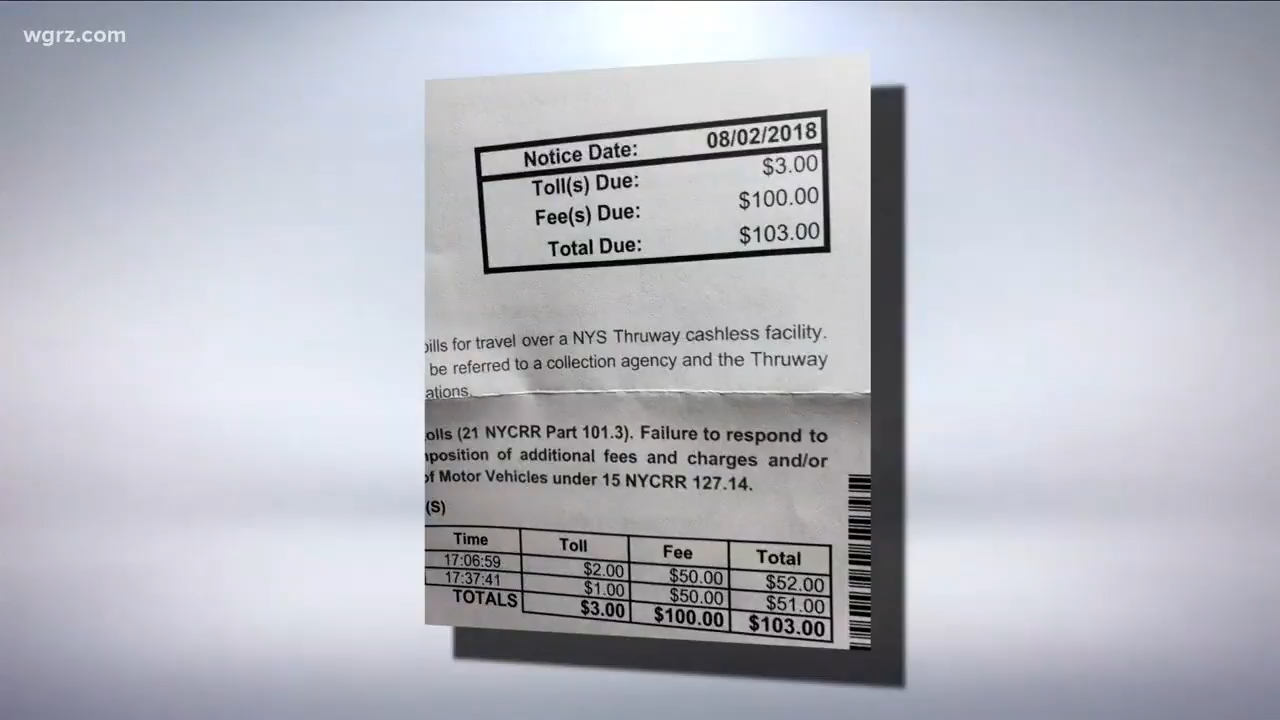 wgrz.com
Notice Date: 08/02/2018
Toll(s) Due: $3.00
Fee(s) Due: $100.00
Total Due: $103.00
bills for travel over a NYS Thruway cashless facility.
be referred to a collection agency and the Thruway
ations.
olls (21 NYCRR Part 101.3). Failure to respond to
position of additional fees and charges and/or
of Motor Vehicles under 15 NYCRR 127.14.
(S)
Time Toll Fee Total
17:06:59 $2.00 $50.00 $52.00
17:37:41 $1.00 $50.00 $51.00
TOTALS $3.00 $100.00 $103.00